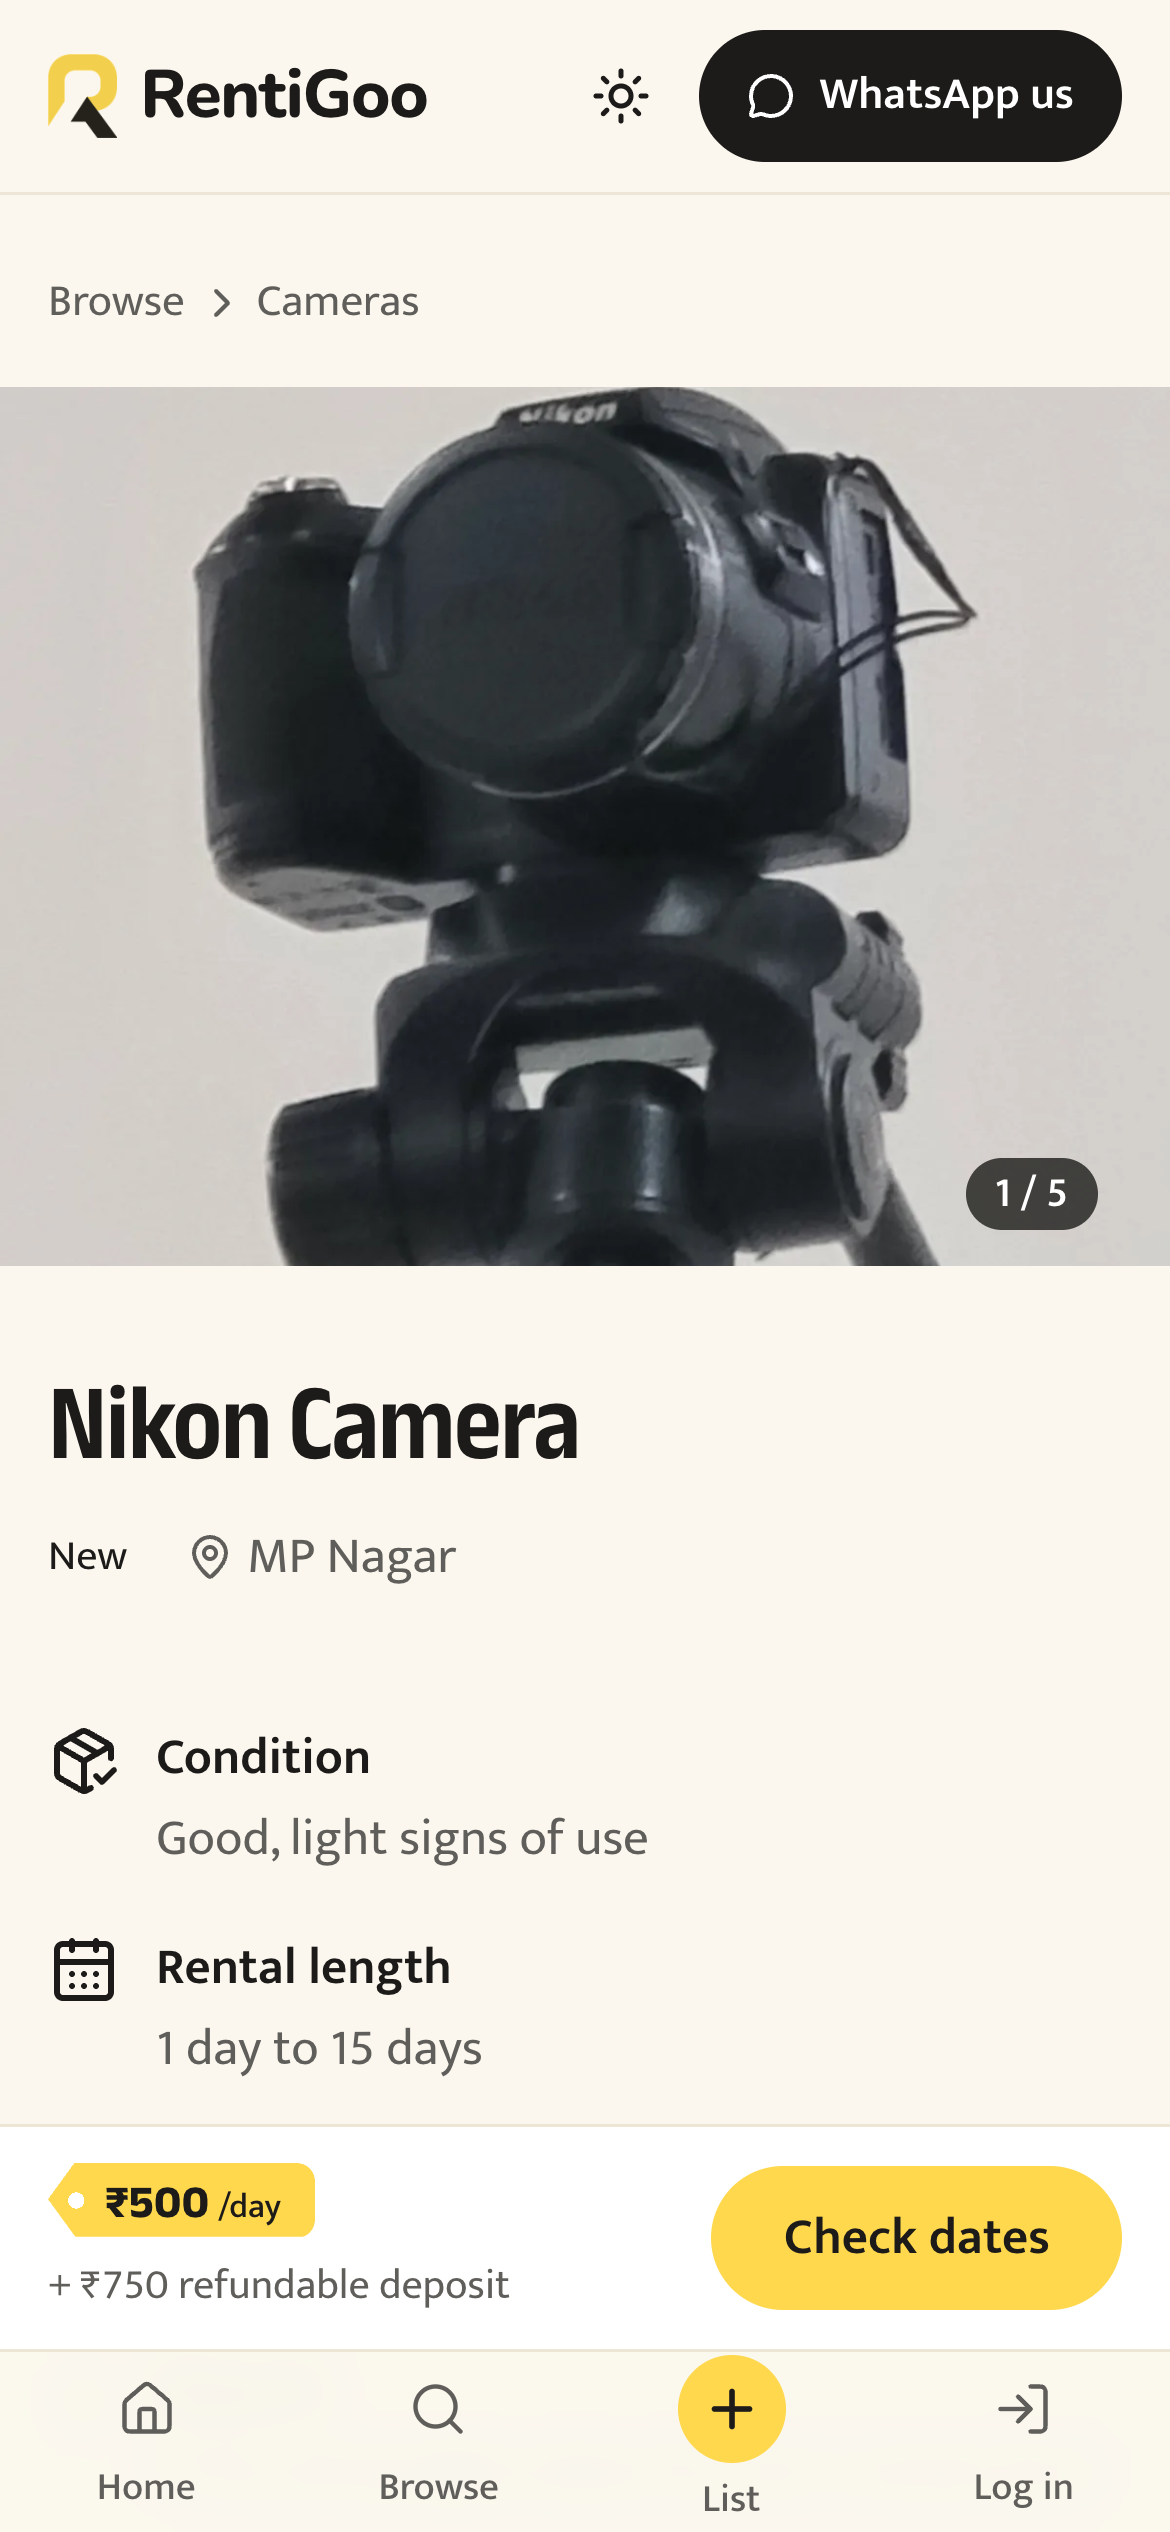 RentiGoo
WhatsApp us
Browse > Cameras
Nikon
1 / 5
Nikon Camera
New
MP Nagar
Condition
Good, light signs of use
Rental length
1 day to 15 days
₹500 /day
+ ₹750 refundable deposit
Check dates
Home
Browse
List
Log in